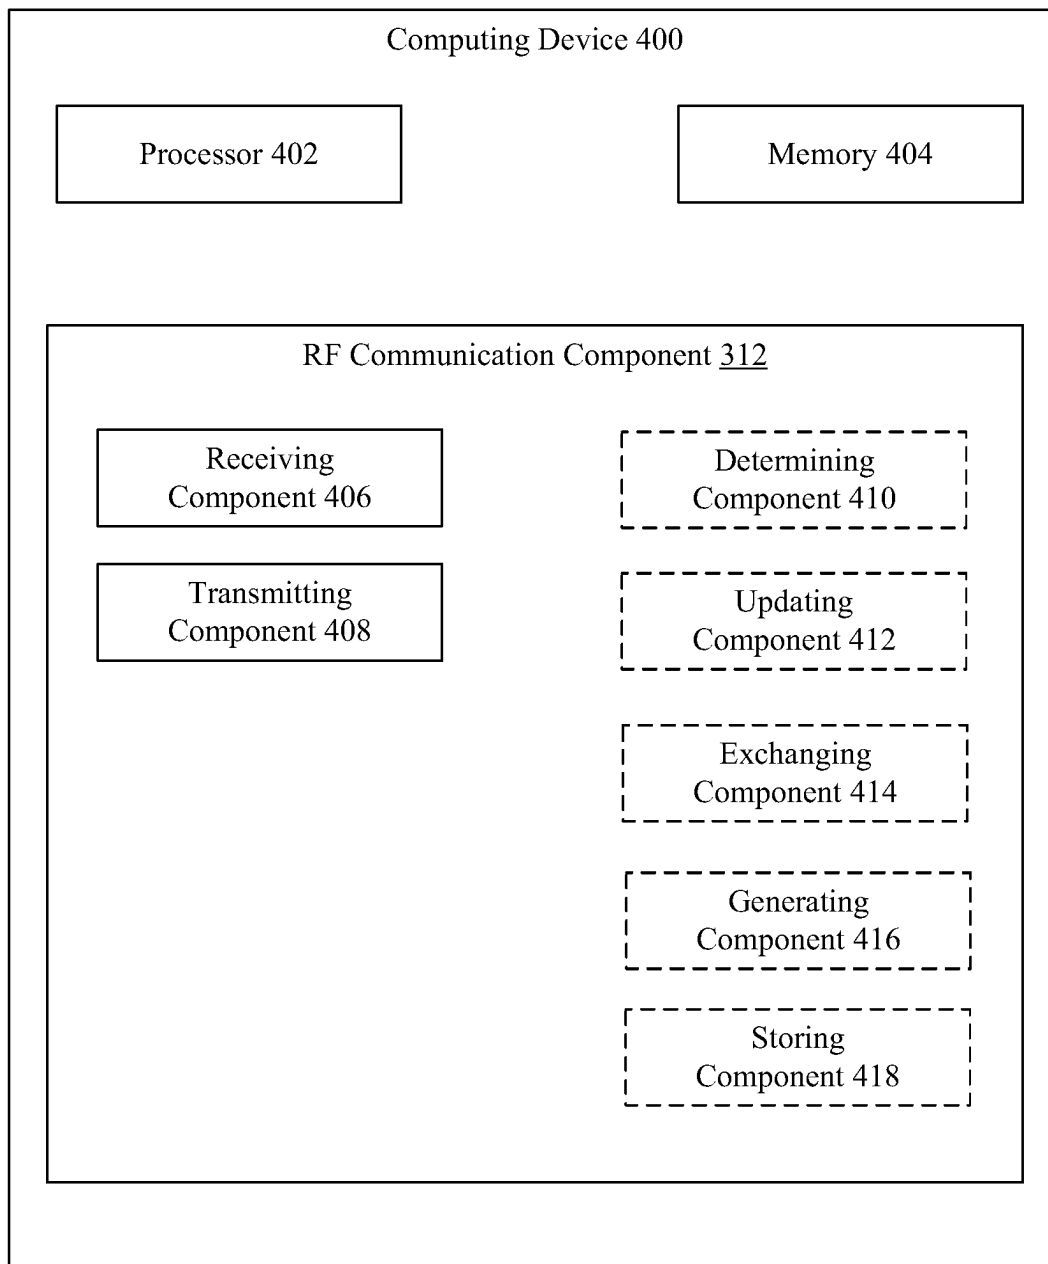 Computing Device 400
Processor 402
Memory 404
RF Communication Component 312
Receiving
Component 406
Transmitting
Component 408
Determining
Component 410
Updating
Component 412
Exchanging
Component 414
Generating
Component 416
Storing
Component 418